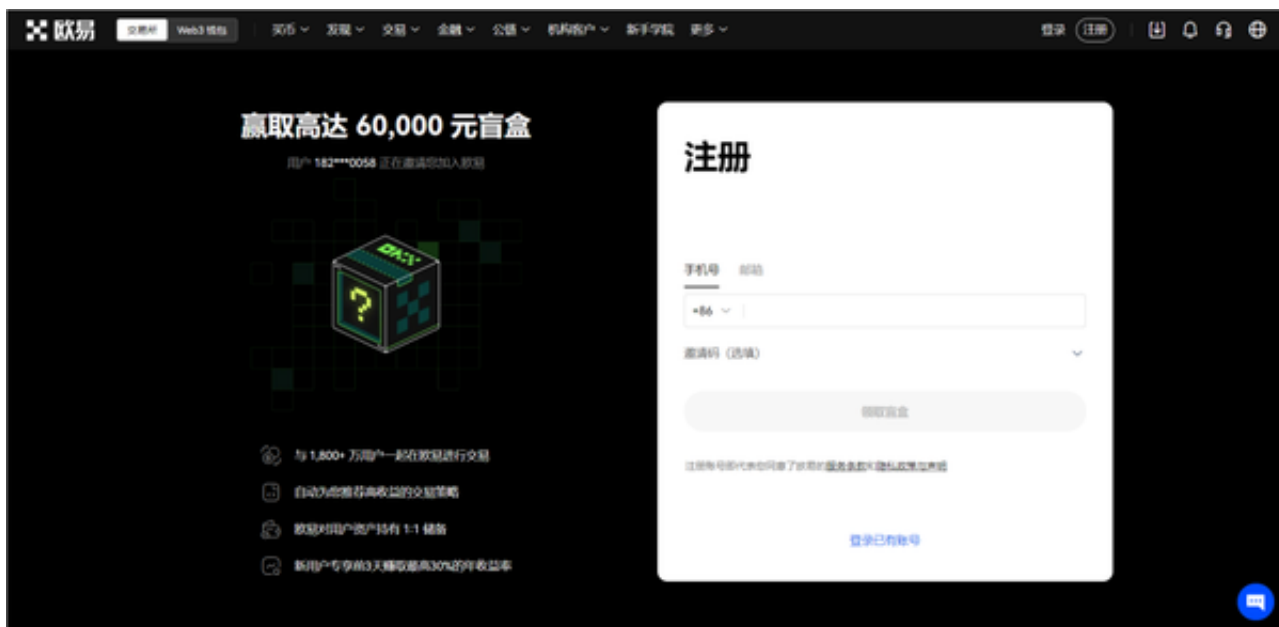 欧易 交易所 Web3 钱包 买币 发现 交易 金融 公链 机构客户 新手学院 更多 登录 注册
赢取高达 60,000 元盲盒
用户 182***0058 正在邀请您加入欧易
OKX
?
与 1,800+ 万用户一起在欧易进行交易
自动为您推荐高收益的交易策略
欧易对用户资产持有 1:1 储备
新用户专享前3天赚取最高30%的年收益率
注册
手机号 邮箱
+86
邀请码（选填）
领取盲盒
注册账号即代表您同意了欧易的服务条款和隐私政策与声明
登录已有账号